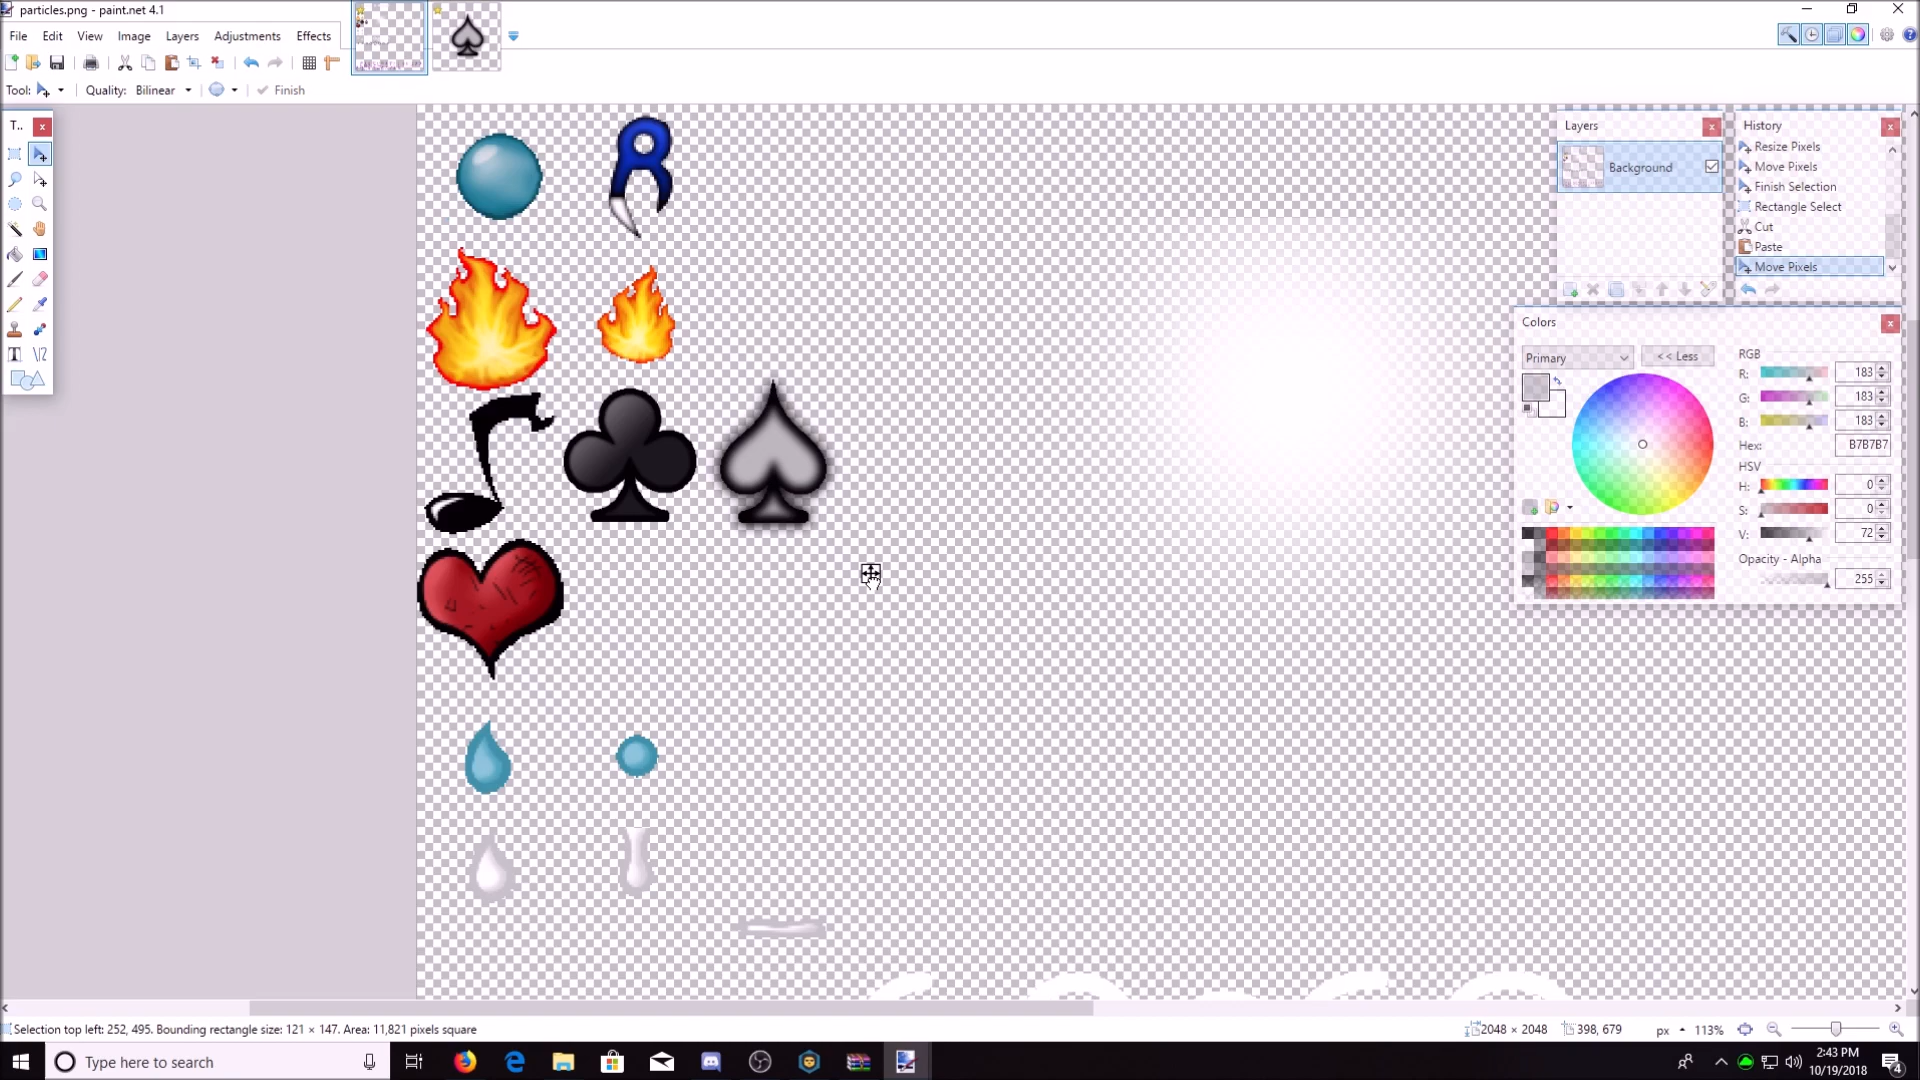 particles.png - paint.net 4.1
File Edit View Image Layers Adjustments Effects
Tool: Quality: Bilinear Finish
T..
Layers
Background
History
Resize Pixels
Move Pixels
Finish Selection
Rectangle Select
Cut
Paste
Move Pixels
Colors
Primary
<< Less
RGB
R: 183
G: 183
B: 183
Hex: B7B7B7
HSV
H: 0
S: 0
V: 72
Opacity - Alpha
255
Selection top left: 252, 495. Bounding rectangle size: 121 × 147. Area: 11,821 pixels square
2048 × 2048
398, 679
px
113%
Type here to search
2:43 PM
10/19/2018
4